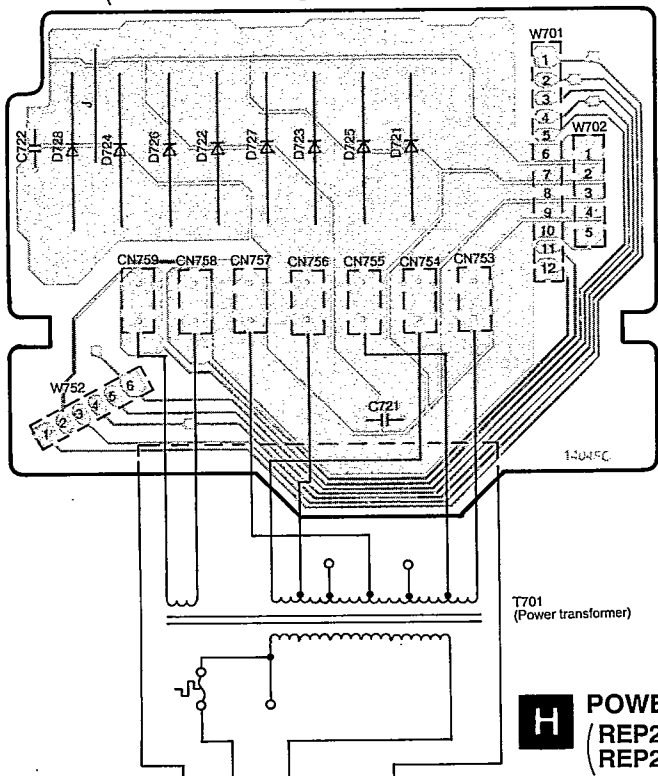 W701
1
2
3
4
5
6
7
8
9
10
11
12
W702
1
2
3
4
5
C722
D728
J
D724
D726
D722
D727
D723
D725
D721
CN759
CN758
CN757
CN756
CN755
CN754
CN753
W752
1
2
3
4
5
6
C721
T701
(Power transformer)
H
POWE
(REP2
(REP2